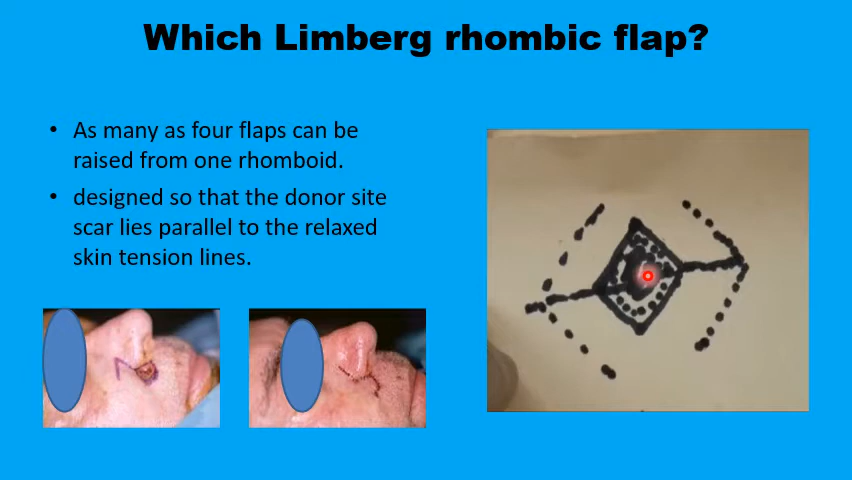 Which Limberg rhombic flap?
• As many as four flaps can be
raised from one rhomboid.
• designed so that the donor site
scar lies parallel to the relaxed
skin tension lines.